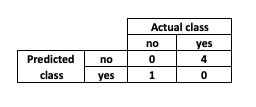 Actual class
no yes
Predicted no 0 4
class yes 1 0